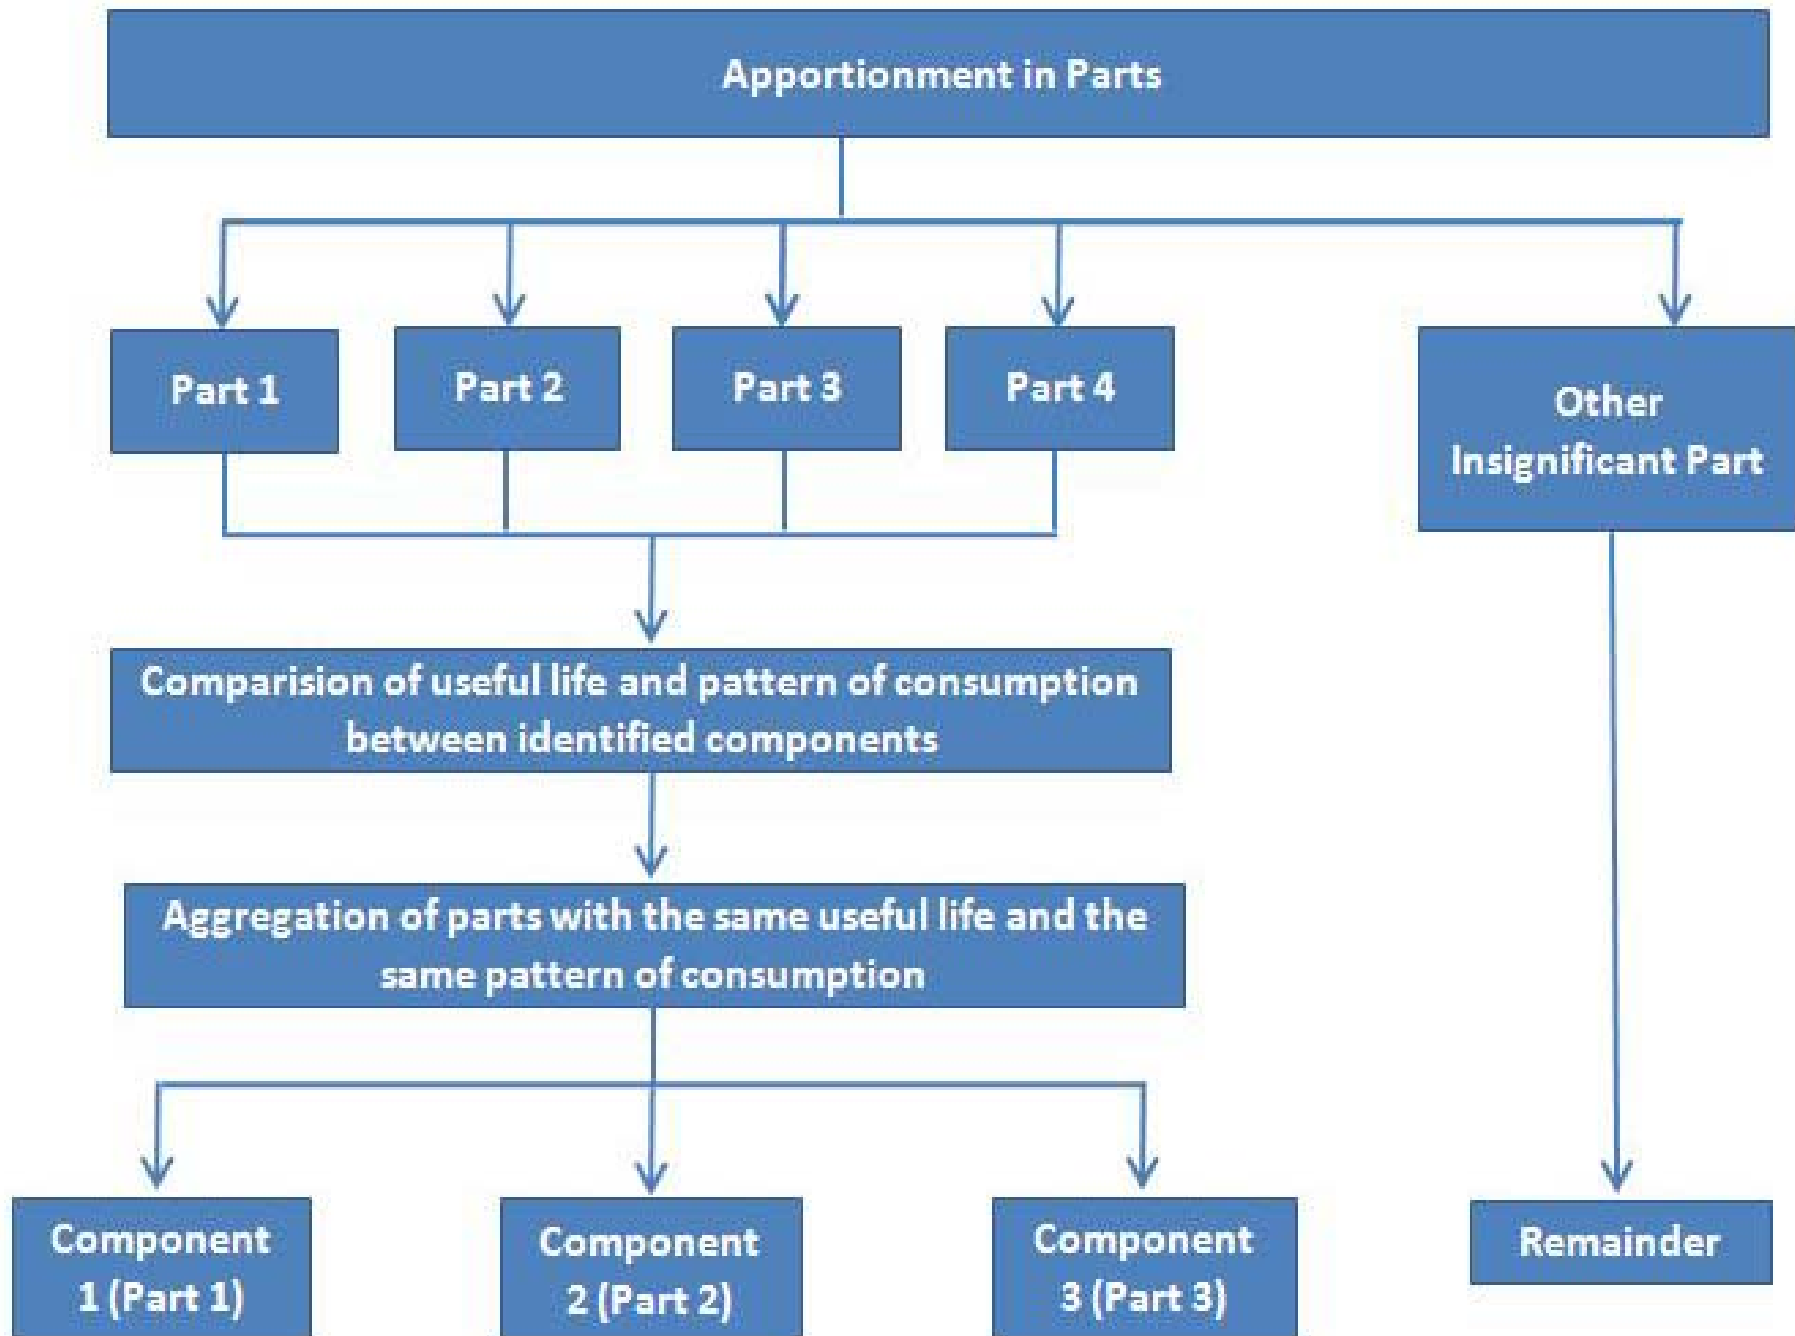 Apportionment in Parts
Part 1
Part 2
Part 3
Part 4
Other
Insignificant Part
Comparision of useful life and pattern of consumption
between identified components
Aggregation of parts with the same useful life and the
same pattern of consumption
Component
1 (Part 1)
Component
2 (Part 2)
Component
3 (Part 3)
Remainder